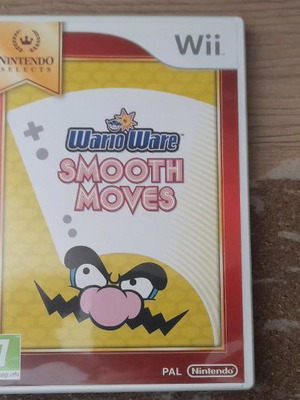 NINTENDO
SELECTS
Wii
WarioWare
SMOOTH
MOVES
7
PAL
Nintendo